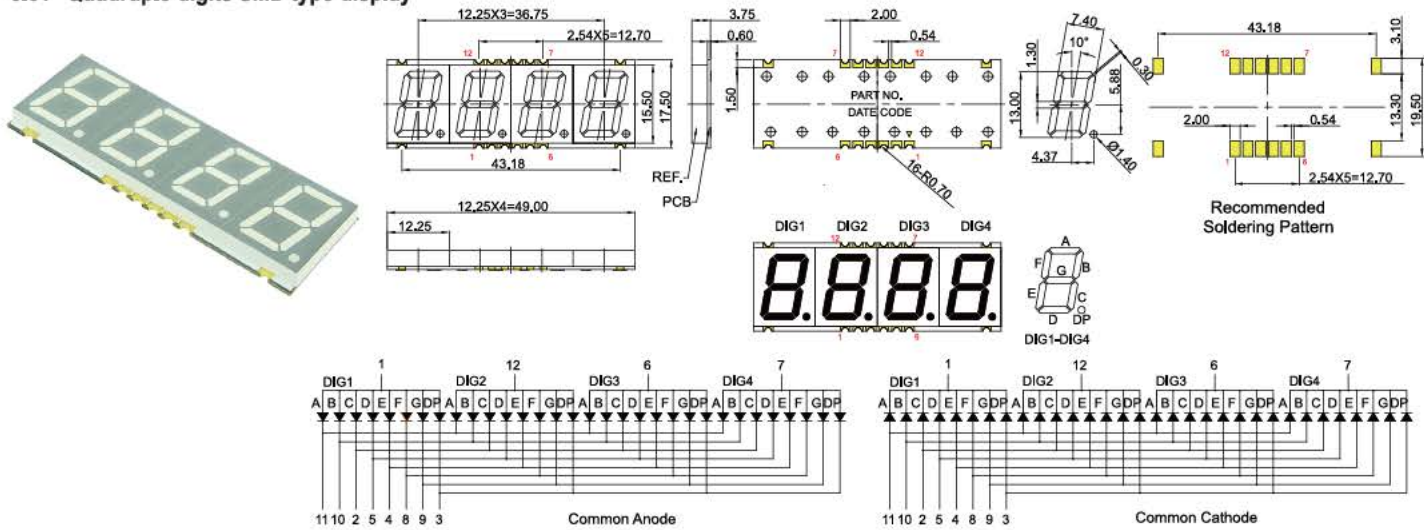 12.25X3=36.75
2.54X5=12.70
12
7
15.50
17.50
1
6
43.18
3.75
0.60
1.50
REF.
PCB
2.00
0.54
7
12
PART NO.
DATE CODE
6
1
16-R0.70
7.40
10°
1.30
0.30
5.88
13.00
4.37
Ø1.40
43.18
3.10
12
7
2.00
0.54
13.30
19.50
1
6
2.54X5=12.70
Recommended
Soldering Pattern
12.25X4=49.00
12.25
DIG1 DIG2 DIG3 DIG4
12
7
8. 8. 8. 8.
1
6
A
F G B
E C
D DP
DIG1-DIG4
1 12 6 7
DIG1 DIG2 DIG3 DIG4
A B C D E F G DP A B C D E F G DP A B C D E F G DP A B C D E F G DP
11 10 2 5 4 8 9 3
Common Anode
1 12 6 7
DIG1 DIG2 DIG3 DIG4
A B C D E F G DP A B C D E F G DP A B C D E F G DP A B C D E F G DP
11 10 2 5 4 8 9 3
Common Cathode